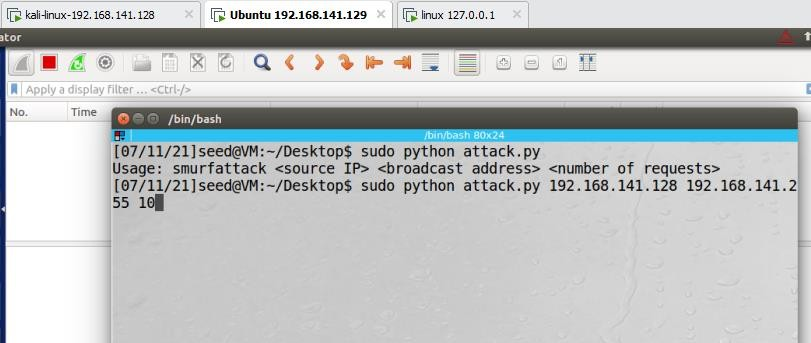 kali-linux-192.168.141.128
Ubuntu 192.168.141.129
linux 127.0.0.1
ator
Apply a display filter ... <Ctrl-/>
No. Time
/bin/bash
/bin/bash 80x24
[07/11/21]seed@VM:~/Desktop$ sudo python attack.py
Usage: smurfattack <source IP> <broadcast address> <number of requests>
[07/11/21]seed@VM:~/Desktop$ sudo python attack.py 192.168.141.128 192.168.141.2
55 10